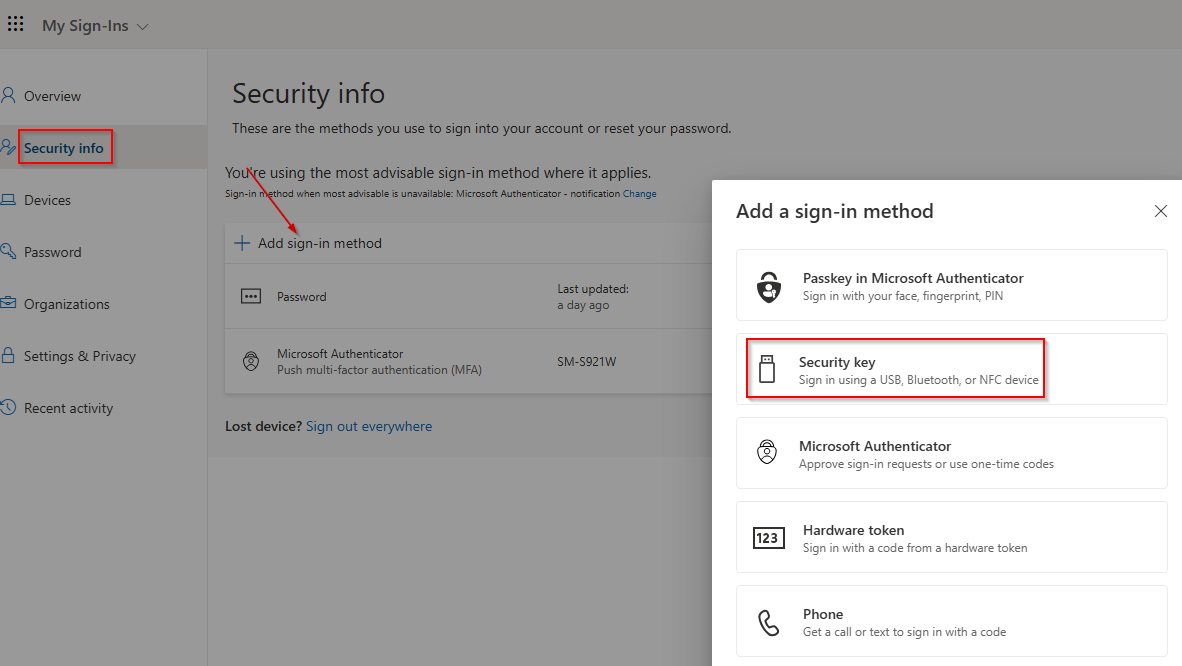 My Sign-Ins
Overview
Security info
Devices
Password
Organizations
Settings & Privacy
Recent activity
Security info
These are the methods you use to sign into your account or reset your password.
You're using the most advisable sign-in method where it applies.
Sign-in method when most advisable is unavailable: Microsoft Authenticator - notification Change
Add sign-in method
Password
Last updated:
a day ago
Microsoft Authenticator
Push multi-factor authentication (MFA)
SM-S921W
Lost device? Sign out everywhere
Add a sign-in method
Passkey in Microsoft Authenticator
Sign in with your face, fingerprint, PIN
Security key
Sign in using a USB, Bluetooth, or NFC device
Microsoft Authenticator
Approve sign-in requests or use one-time codes
123
Hardware token
Sign in with a code from a hardware token
Phone
Get a call or text to sign in with a code